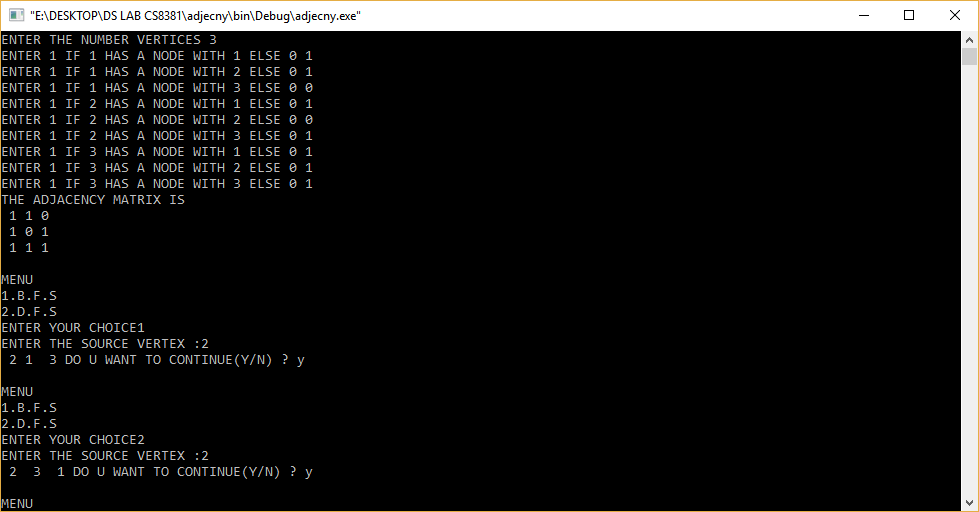 "E:\DESKTOP\DS LAB CS8381\adjecny\bin\Debug\adjecny.exe"
ENTER THE NUMBER VERTICES 3
ENTER 1 IF 1 HAS A NODE WITH 1 ELSE 0 1
ENTER 1 IF 1 HAS A NODE WITH 2 ELSE 0 1
ENTER 1 IF 1 HAS A NODE WITH 3 ELSE 0 0
ENTER 1 IF 2 HAS A NODE WITH 1 ELSE 0 1
ENTER 1 IF 2 HAS A NODE WITH 2 ELSE 0 0
ENTER 1 IF 2 HAS A NODE WITH 3 ELSE 0 1
ENTER 1 IF 3 HAS A NODE WITH 1 ELSE 0 1
ENTER 1 IF 3 HAS A NODE WITH 2 ELSE 0 1
ENTER 1 IF 3 HAS A NODE WITH 3 ELSE 0 1
THE ADJACENCY MATRIX IS
 1 1 0
 1 0 1
 1 1 1

MENU
1.B.F.S
2.D.F.S
ENTER YOUR CHOICE1
ENTER THE SOURCE VERTEX :2
 2 1  3 DO U WANT TO CONTINUE(Y/N) ? y

MENU
1.B.F.S
2.D.F.S
ENTER YOUR CHOICE2
ENTER THE SOURCE VERTEX :2
 2  3  1 DO U WANT TO CONTINUE(Y/N) ? y

MENU